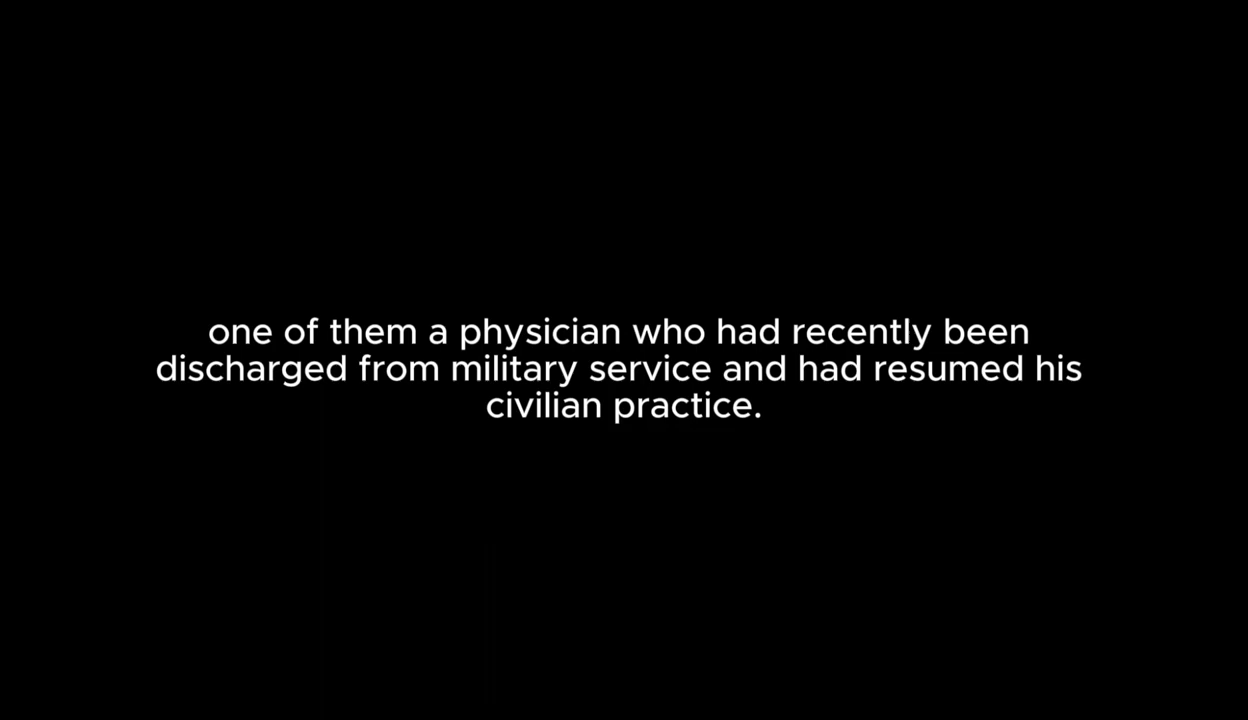 one of them a physician who had recently been
discharged from military service and had resumed his
civilian practice.